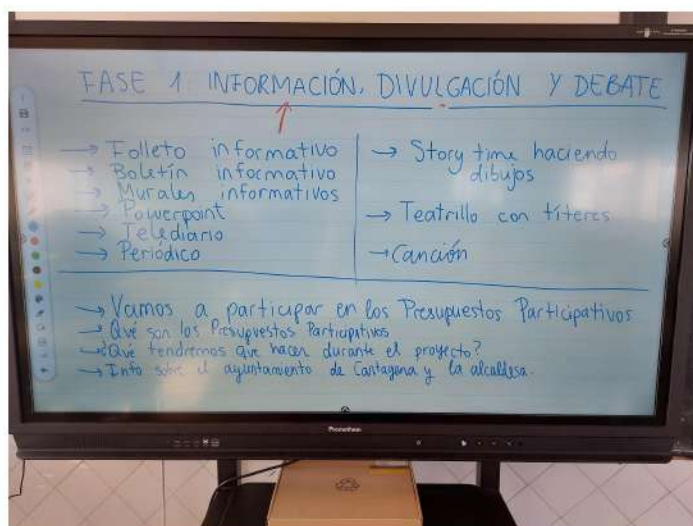 FASE 1 INFORMACIÓN, DIVULGACIÓN Y DEBATE
→ Folleto informativo
→ Boletín informativo
→ Murales informativos
→ Powerpoint
→ Telediario
→ Periódico
→ Story time haciendo
dibujos
→ Teatrillo con títeres
→ Canción
→ Vamos a participar en los Presupuestos Participativos
→ Qué son los Presupuestos Participativos
→ ¿Qué tendremos que hacer durante el proyecto?
→ Info sobre el ayuntamiento de Cartagena y la alcaldesa.
Promethean